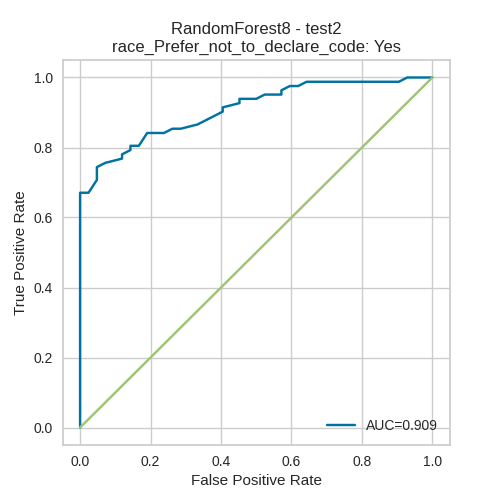 RandomForest8 - test2
race_Prefer_not_to_declare_code: Yes
1.0
0.8
0.6
0.4
0.2
0.0
True Positive Rate
AUC=0.909
0.0 0.2 0.4 0.6 0.8 1.0
False Positive Rate